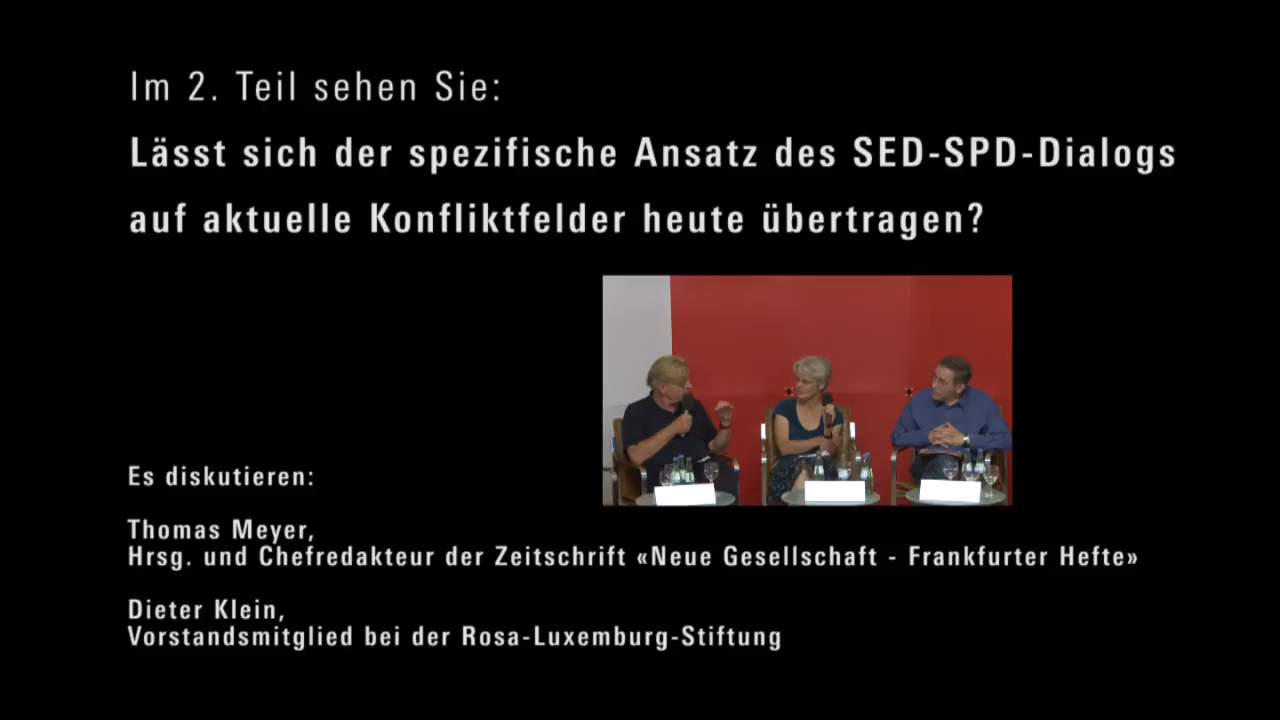 Im 2. Teil sehen Sie:
Lässt sich der spezifische Ansatz des SED-SPD-Dialogs
auf aktuelle Konfliktfelder heute übertragen?
Es diskutieren:
Thomas Meyer,
Hrsg. und Chefredakteur der Zeitschrift «Neue Gesellschaft - Frankfurter Hefte»
Dieter Klein,
Vorstandsmitglied bei der Rosa-Luxemburg-Stiftung